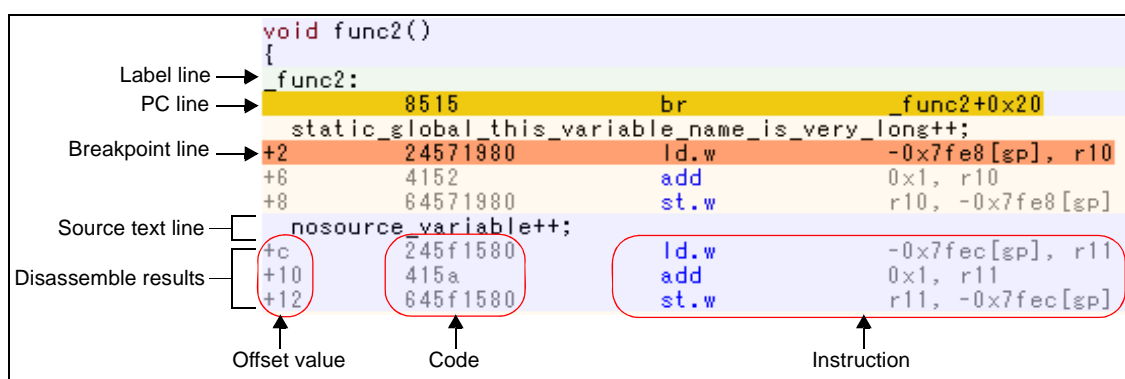 void func2()
{
Label line
_func2:
PC line
8515 br _func2+0x20
static_global_this_variable_name_is_very_long++;
Breakpoint line
+2 24571980 ld.w -0x7fe8[gp], r10
+6 4152 add 0x1, r10
+8 64571980 st.w r10, -0x7fe8[gp]
Source text line
nosource_variable++;
Disassemble results
+c 245f1580 ld.w -0x7fec[gp], r11
+10 415a add 0x1, r11
+12 645f1580 st.w r11, -0x7fec[gp]
Offset value Code Instruction